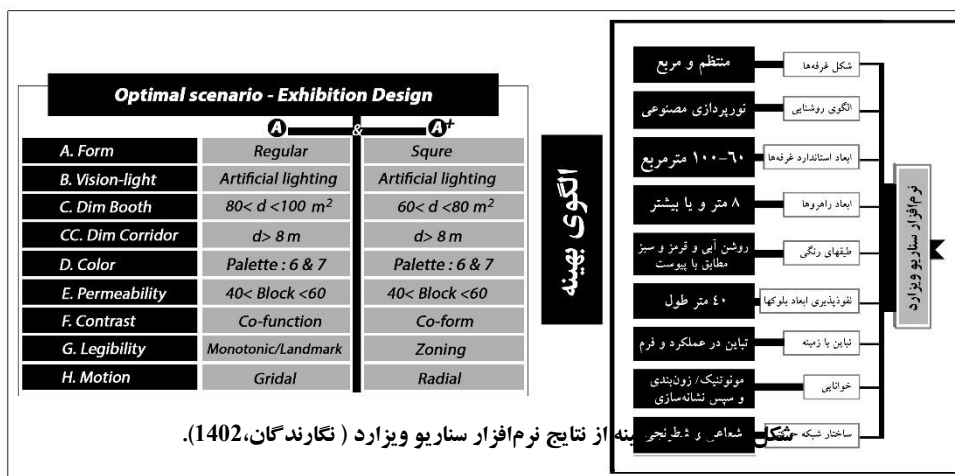 Optimal scenario - Exhibition Design
A & A+
A. Form Regular Squre
B. Vision-light Artificial lighting Artificial lighting
C. Dim Booth 80< d <100 m² 60< d <80 m²
CC. Dim Corridor d> 8 m d> 8 m
D. Color Palette : 6 & 7 Palette : 6 & 7
E. Permeability 40< Block <60 40< Block <60
F. Contrast Co-function Co-form
G. Legibility Monotonic/Landmark Zoning
H. Motion Gridal Radial
الگوی بهینه
نرم‌افزار سناریو ویزارد
شکل غرفه‌ها منتظم و مربع
الگوی روشنایی نورپردازی مصنوعی
ابعاد استاندارد غرفه‌ها ۶۰-۱۰۰ مترمربع
ابعاد راهروها ۸ متر و یا بیشتر
طیفهای رنگی روشن آبی و قرمز و سبز
مطابق با پیوست
نفوذپذیری ابعاد بلوکها ٤٠ متر طول
تباین با زمینه تباین در عملکرد و فرم
خوانایی مونوتنیک/ زون‌بندی
و سپس نشانه‌سازی
ساختار شبکه شعاعی و شطرنجی
شکل از نتایج نرم‌افزار سناریو ویزارد ( نگارندگان،1402).